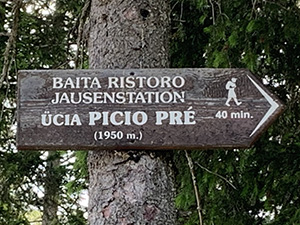 BAITA RISTORO
JAUSENSTATION
ÜCIA PICIO PRÉ
(1950 m.)
40 min.